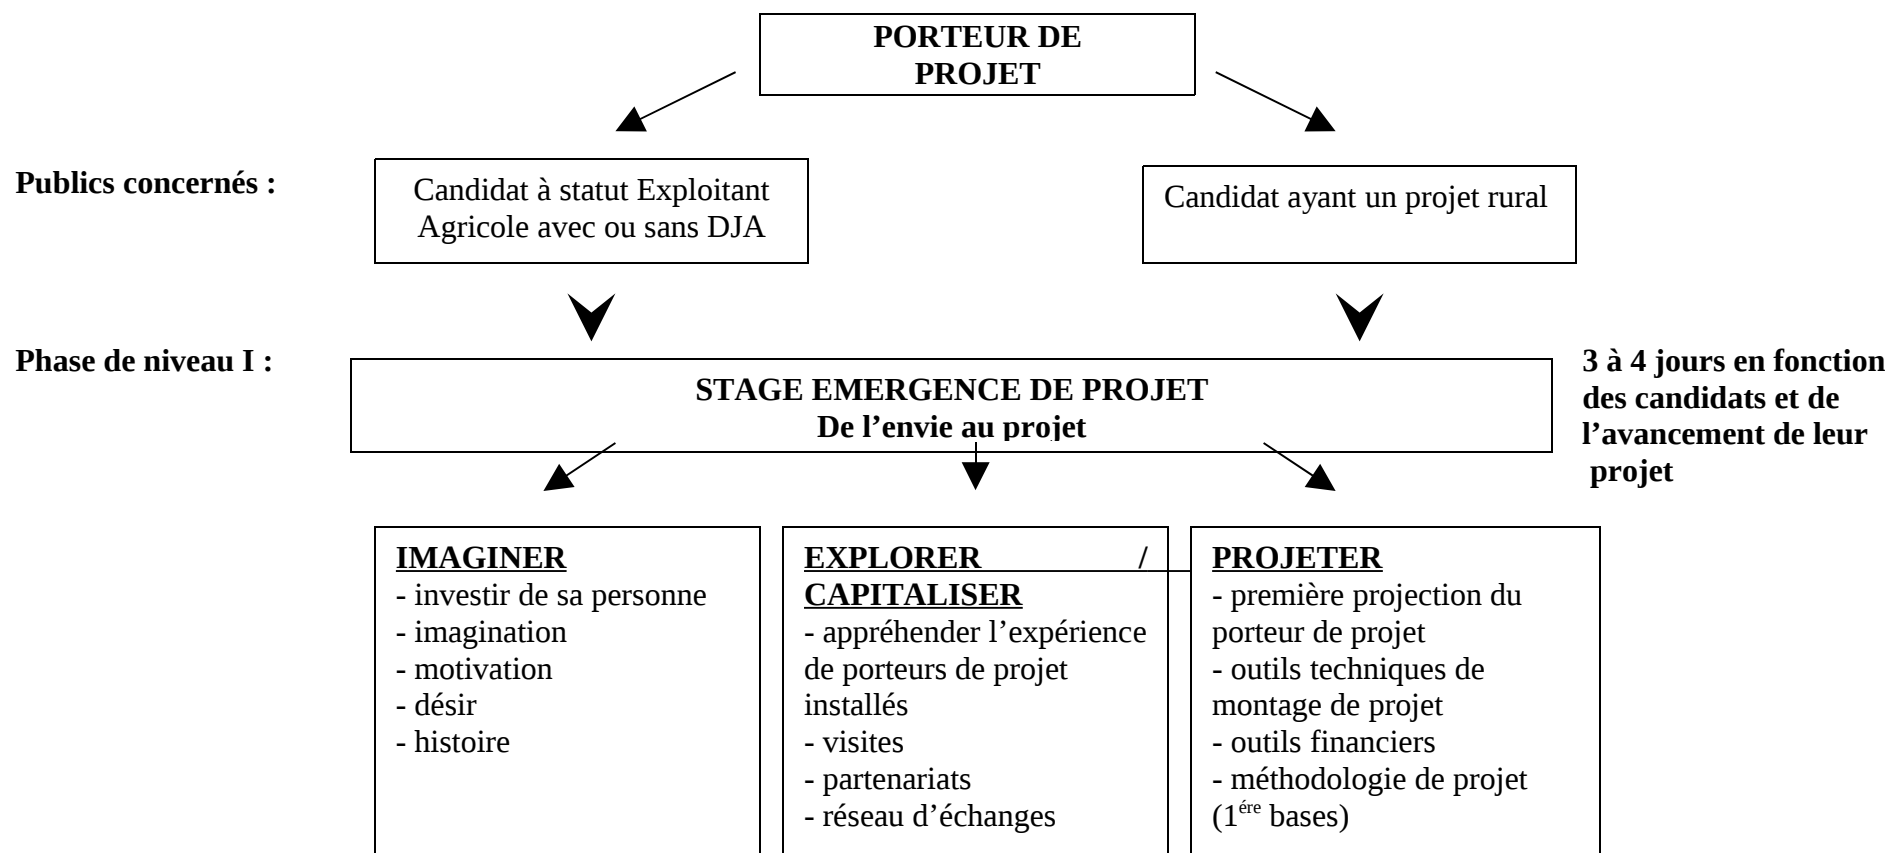 PORTEUR DE
PROJET
Publics concernés :
Candidat à statut Exploitant
Agricole avec ou sans DJA
Candidat ayant un projet rural
Phase de niveau I :
STAGE EMERGENCE DE PROJET
De l’envie au projet
3 à 4 jours en fonction
des candidats et de
l’avancement de leur
projet
IMAGINER
- investir de sa personne
- imagination
- motivation
- désir
- histoire
EXPLORER /
CAPITALISER
- appréhender l’expérience
de porteurs de projet
installés
- visites
- partenariats
- réseau d’échanges
PROJETER
- première projection du
porteur de projet
- outils techniques de
montage de projet
- outils financiers
- méthodologie de projet
(1ére bases)